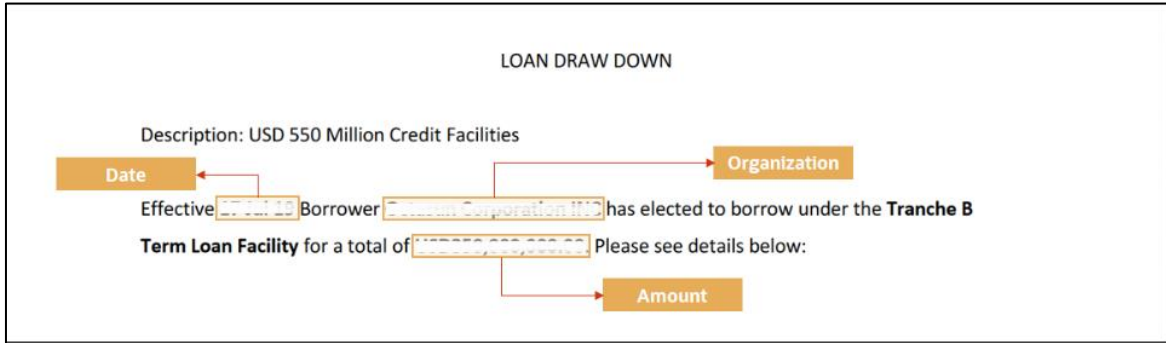 LOAN DRAW DOWN
Description: USD 550 Million Credit Facilities
Organization
Date
Effective Borrower Corporation has elected to borrow under the Tranche B
Term Loan Facility for a total of Please see details below:
Amount